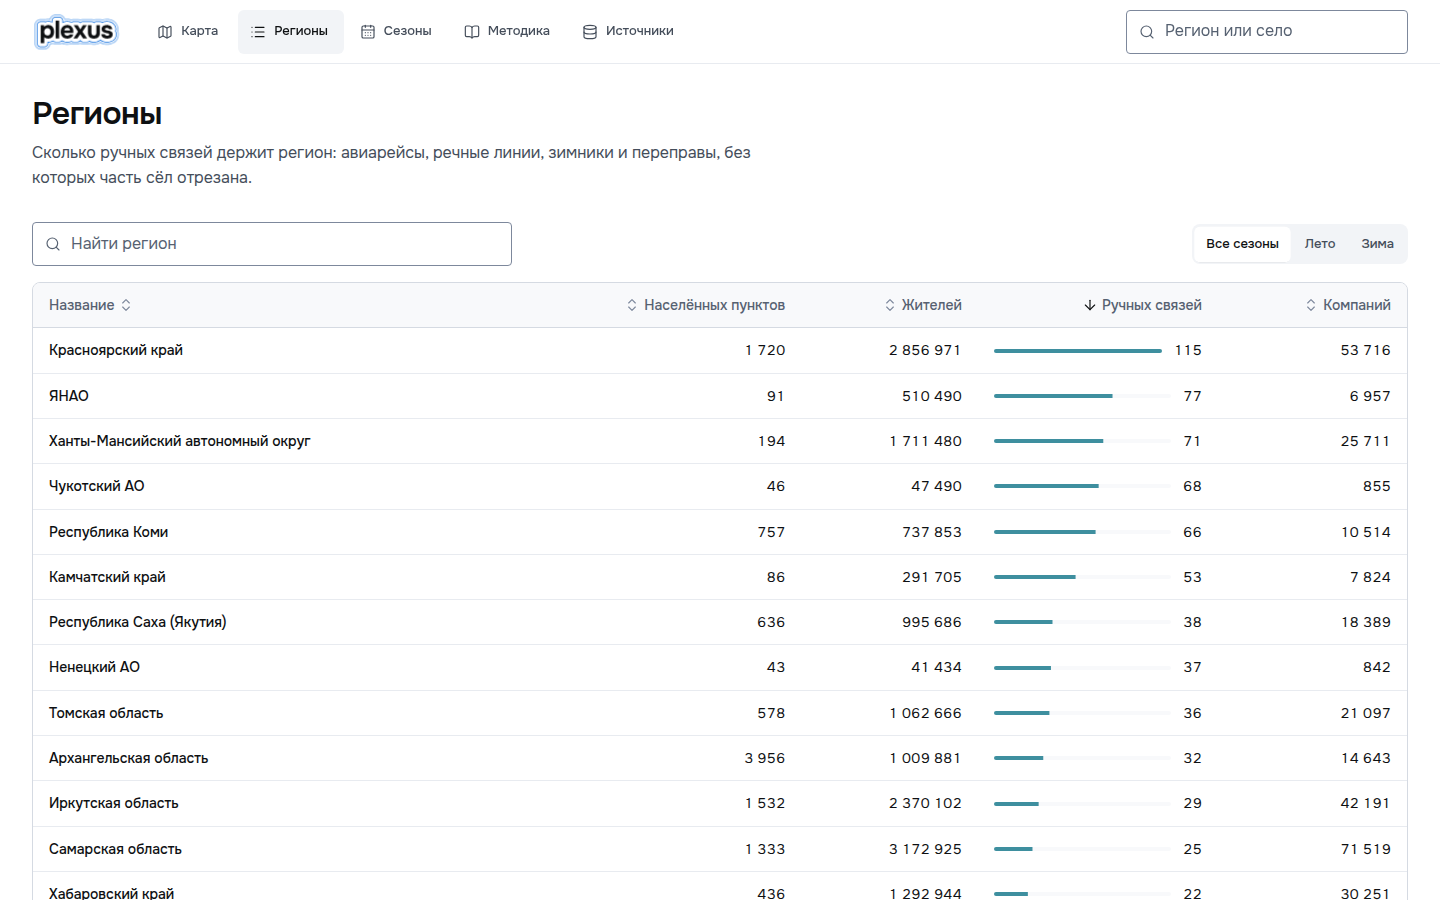 plexus Карта Регионы Сезоны Методика Источники Регион или село
Регионы
Сколько ручных связей держит регион: авиарейсы, речные линии, зимники и переправы, без
которых часть сёл отрезана.
Найти регион Все сезоны Лето Зима
Название Населённых пунктов Жителей Ручных связей Компаний
Красноярский край 1 720 2 856 971 115 53 716
ЯНАО 91 510 490 77 6 957
Ханты-Мансийский автономный округ 194 1 711 480 71 25 711
Чукотский АО 46 47 490 68 855
Республика Коми 757 737 853 66 10 514
Камчатский край 86 291 705 53 7 824
Республика Саха (Якутия) 636 995 686 38 18 389
Ненецкий АО 43 41 434 37 842
Томская область 578 1 062 666 36 21 097
Архангельская область 3 956 1 009 881 32 14 643
Иркутская область 1 532 2 370 102 29 42 191
Самарская область 1 333 3 172 925 25 71 519
Хабаровский край 436 1 292 944 22 30 251